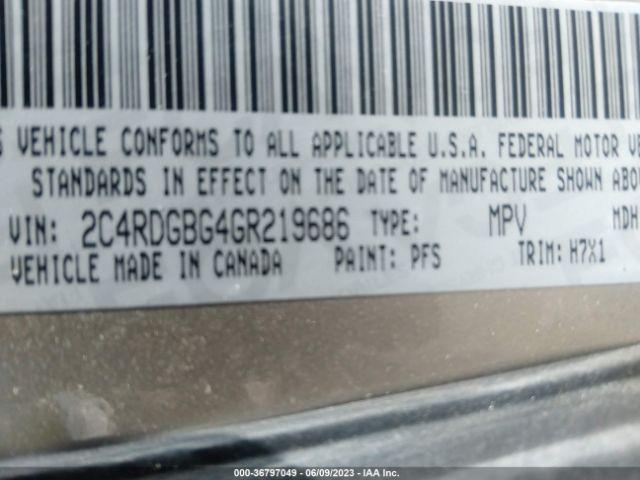 VEHICLE CONFORMS TO ALL APPLICABLE U.S.A. FEDERAL MOTOR
STANDARDS IN EFFECT ON THE DATE OF MANUFACTURE SHOWN
VIN: 2C4RDGBG4GR219686 TYPE: MPV MDH
VEHICLE MADE IN CANADA PAINT: PFS TRIM: H7X1
000-36797049 - 06/09/2023 - IAA Inc.